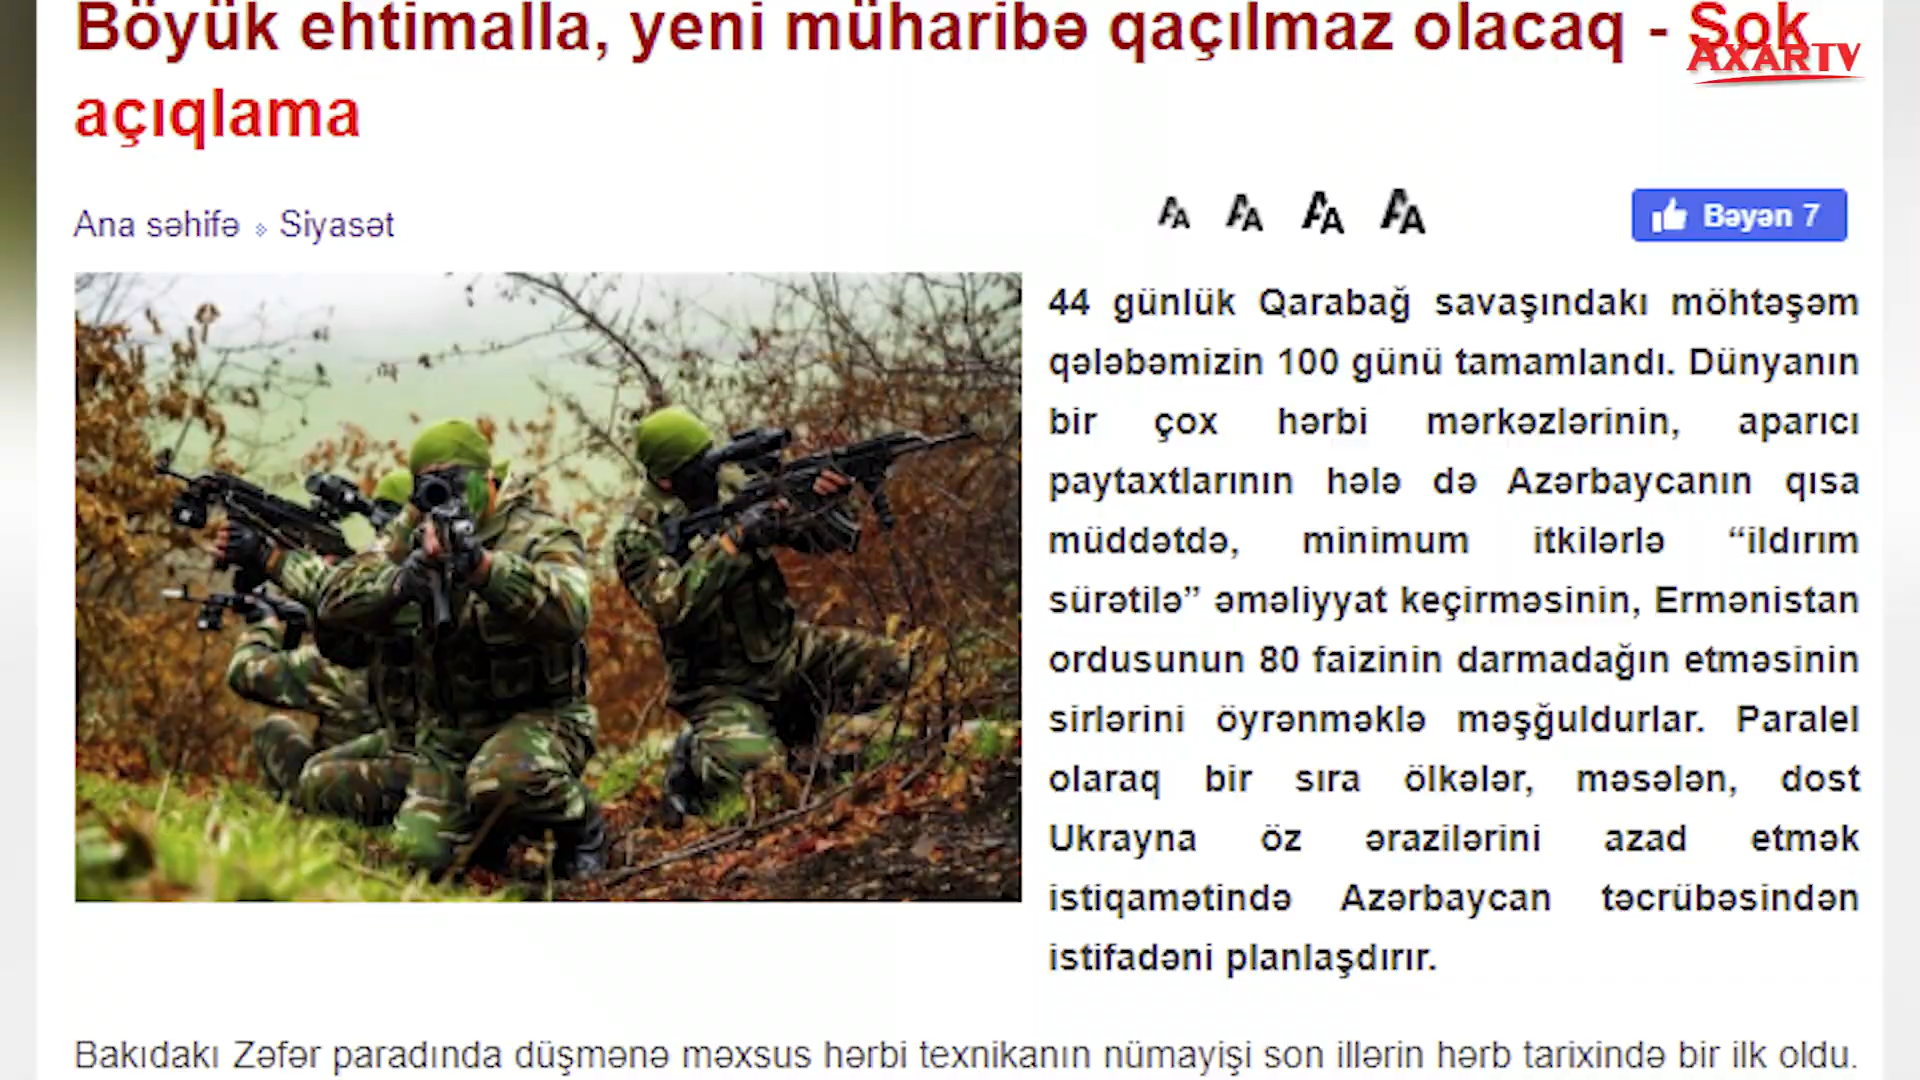 Böyük ehtimalla, yeni müharibə qaçılmaz olacaq - Şok
AXARTV
açıqlama
Ana səhifə Siyasət
AA AA AA AA
Bəyən 7
44 günlük Qarabağ savaşındakı möhtəşəm
qələbəmizin 100 günü tamamlandı. Dünyanın
bir çox hərbi mərkəzlərinin, aparıcı
paytaxtlarının hələ də Azərbaycanın qısa
müddətdə, minimum itkilərlə “ildırım
sürətilə” əməliyyat keçirməsinin, Ermənistan
ordusunun 80 faizinin darmadağın etməsinin
sirlərini öyrənməklə məşğuldurlar. Paralel
olaraq bir sıra ölkələr, məsələn, dost
Ukrayna öz ərazilərini azad etmək
istiqamətində Azərbaycan təcrübəsindən
istifadəni planlaşdırır.
Bakıdakı Zəfər paradında düşmənə məxsus hərbi texnikanın nümayişi son illərin hərb tarixində bir ilk oldu.